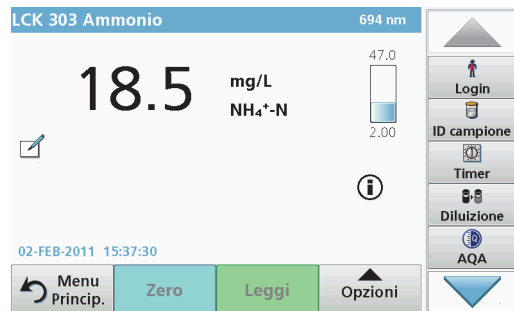 LCK 303 Ammonio
694 nm
47.0
18.5
mg/L
NH₄⁺-N
2.00
02-FEB-2011 15:37:30
Menu
Princip.
Zero
Leggi
Opzioni
Login
ID campione
Timer
Diluizione
AQA